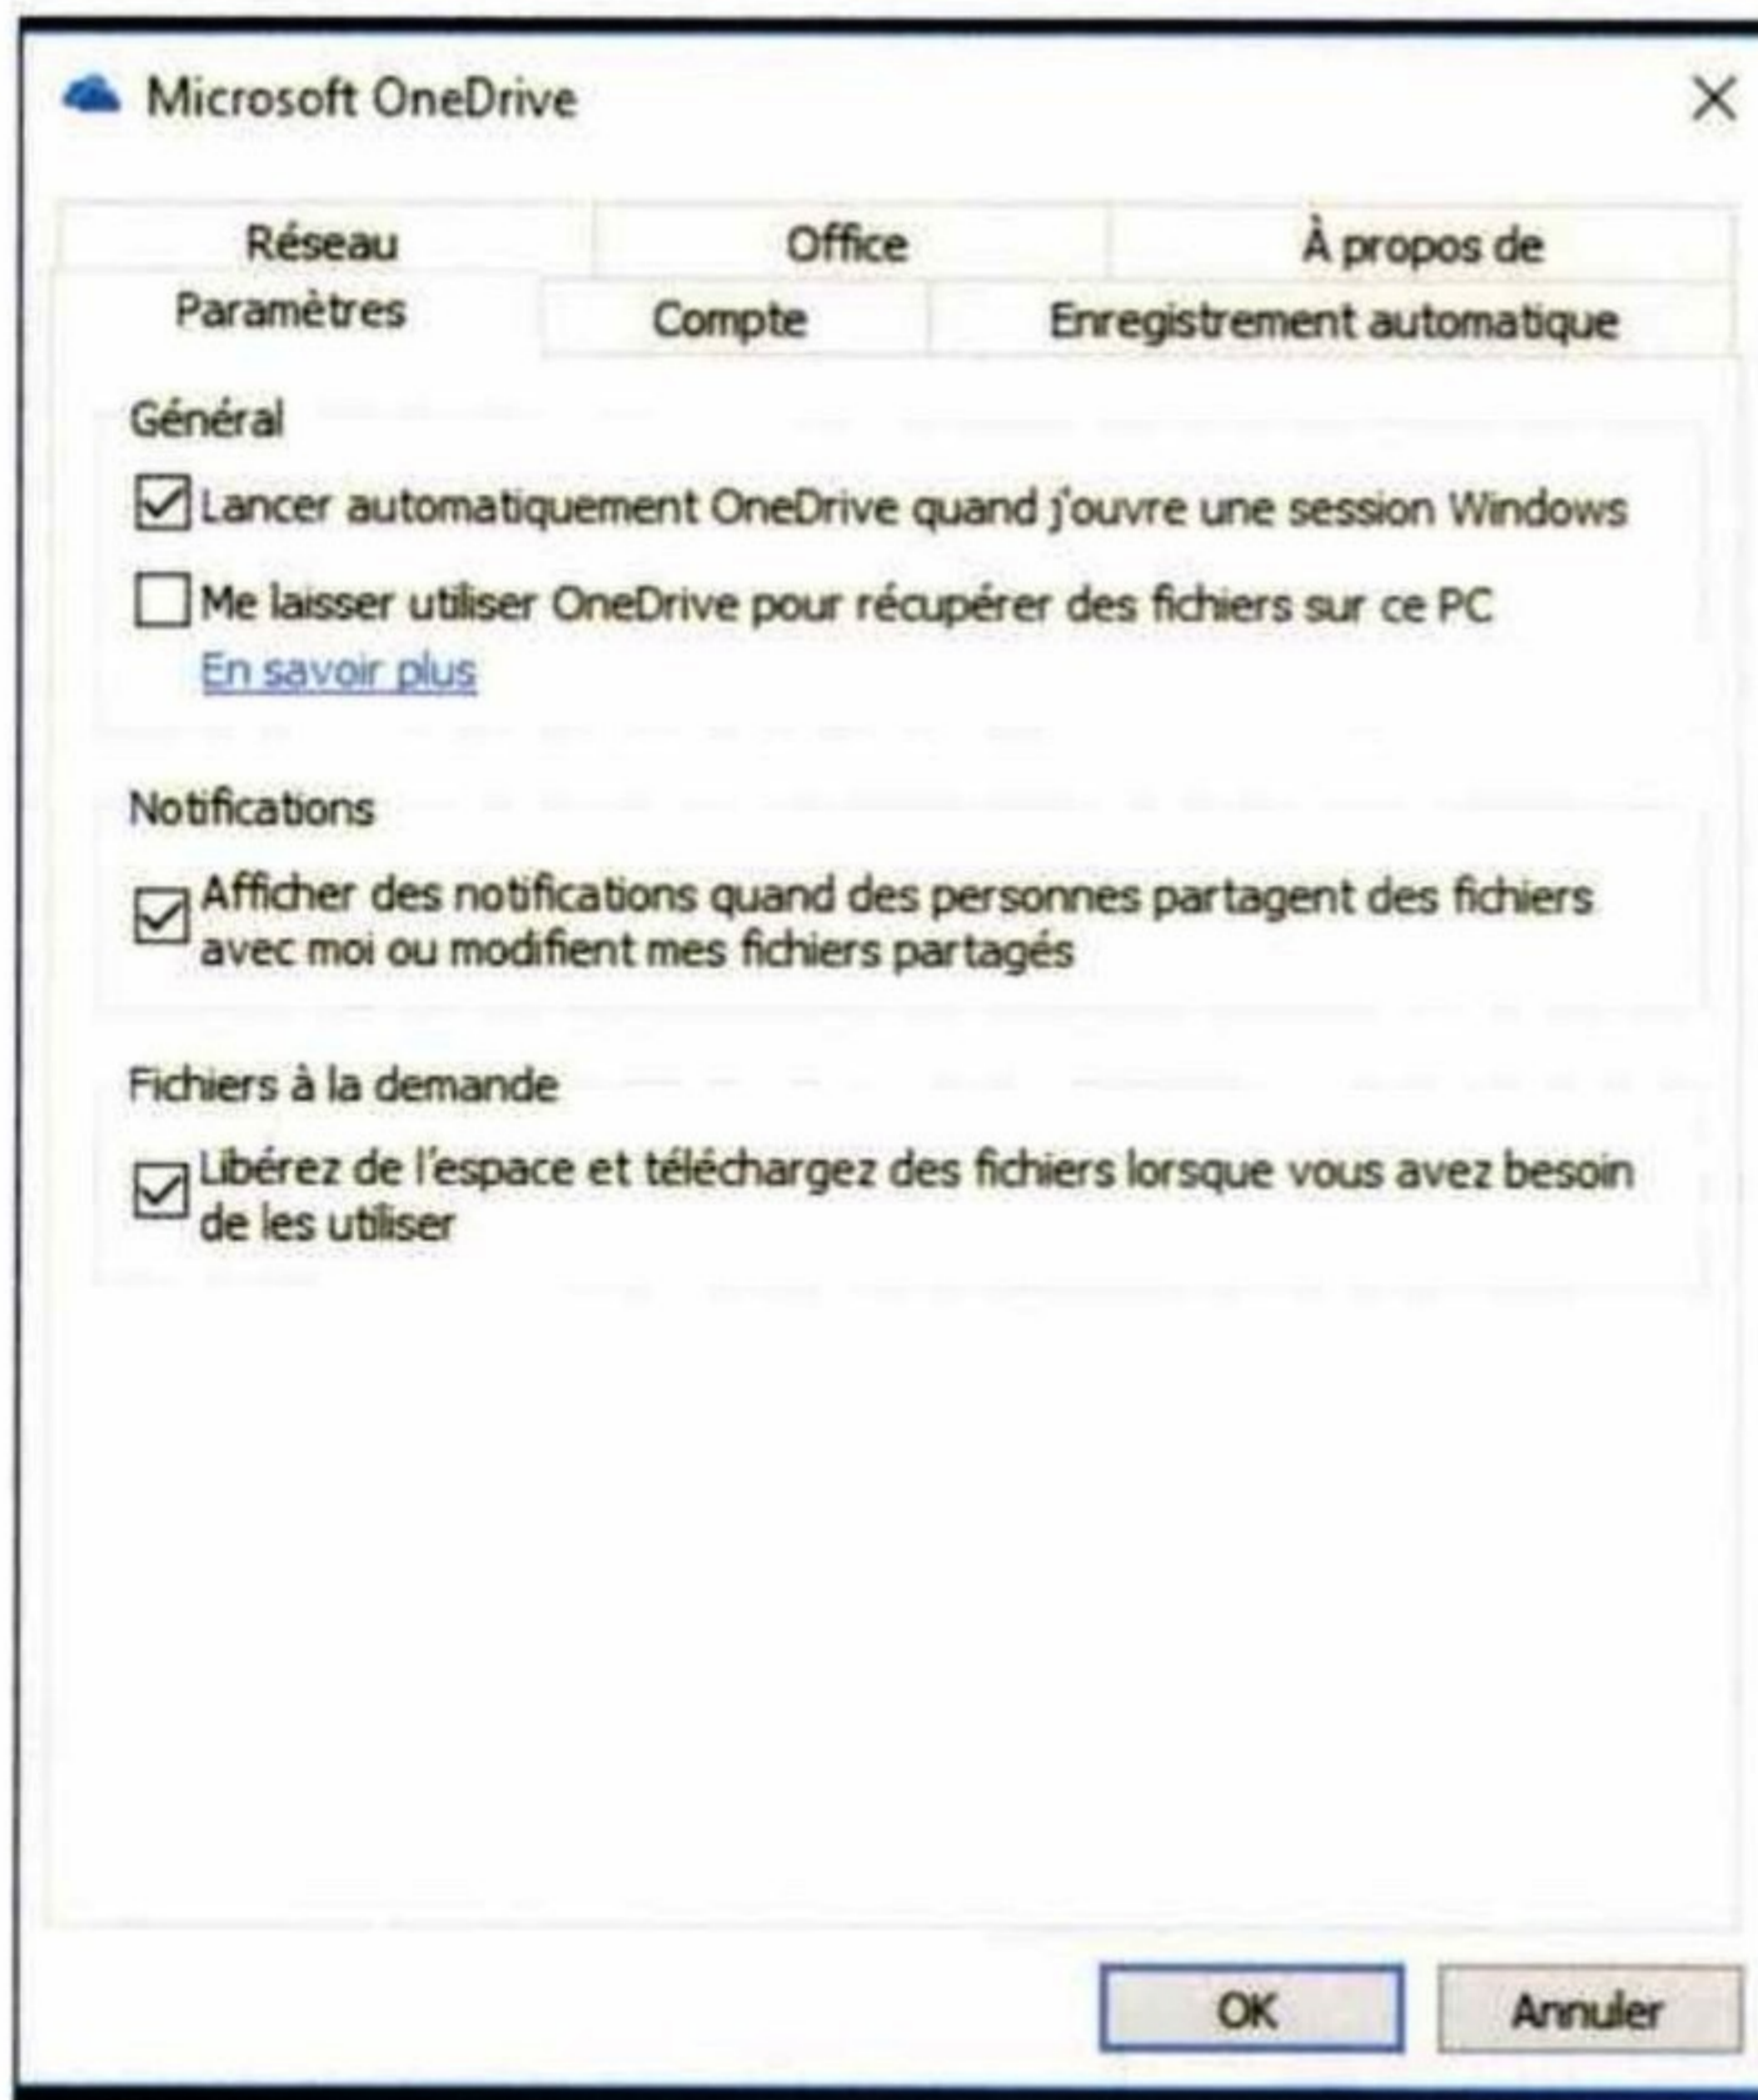 Microsoft OneDrive
Réseau
Office
À propos de
Paramètres
Compte
Enregistrement automatique
Général
Lancer automatiquement OneDrive quand j'ouvre une session Windows
Me laisser utiliser OneDrive pour récupérer des fichiers sur ce PC
En savoir plus
Notifications
Afficher des notifications quand des personnes partagent des fichiers
avec moi ou modifient mes fichiers partagés
Fichiers à la demande
Libérez de l'espace et téléchargez des fichiers lorsque vous avez besoin
de les utiliser
OK
Annuler